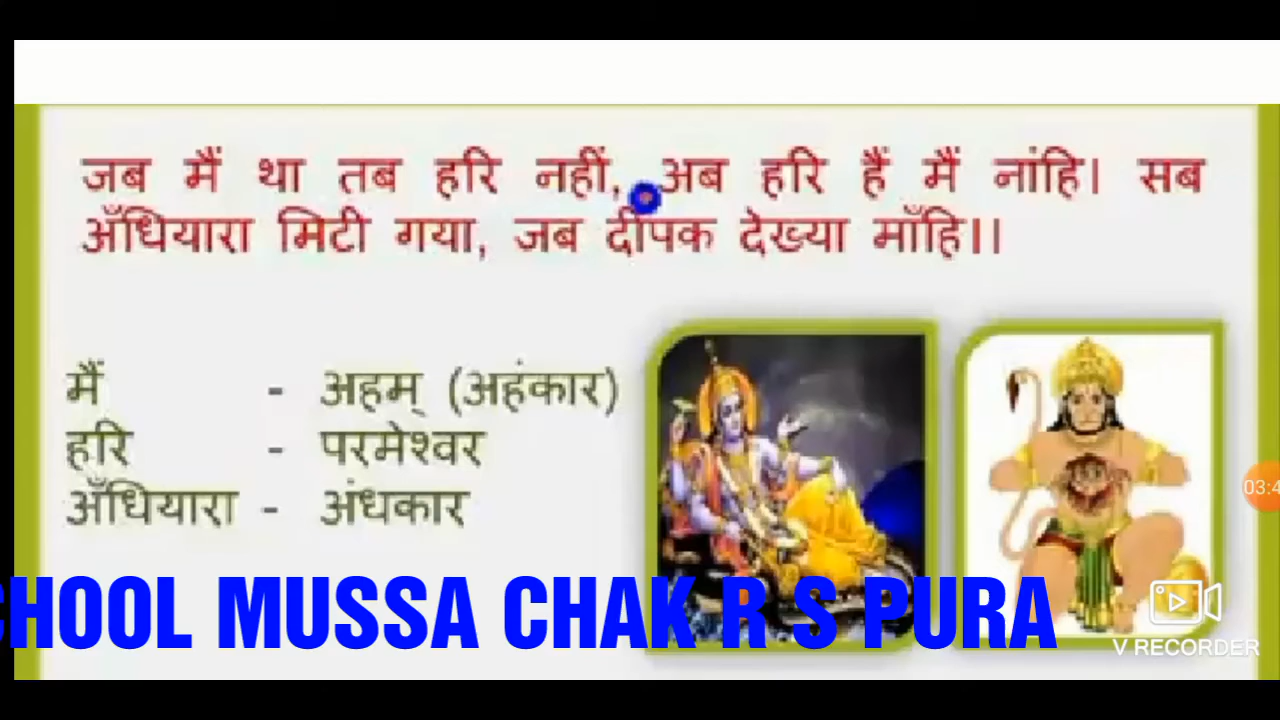 जब मैं था तब हरि नहीं, अब हरि हैं मैं नांहि। सब
अँधियारा मिटी गया, जब दीपक देख्या माँहि।।
मैं - अहम् (अहंकार)
हरि - परमेश्वर
अँधियारा - अंधकार
03:4
CHOOL MUSSA CHAK R S PURA
V RECORDER